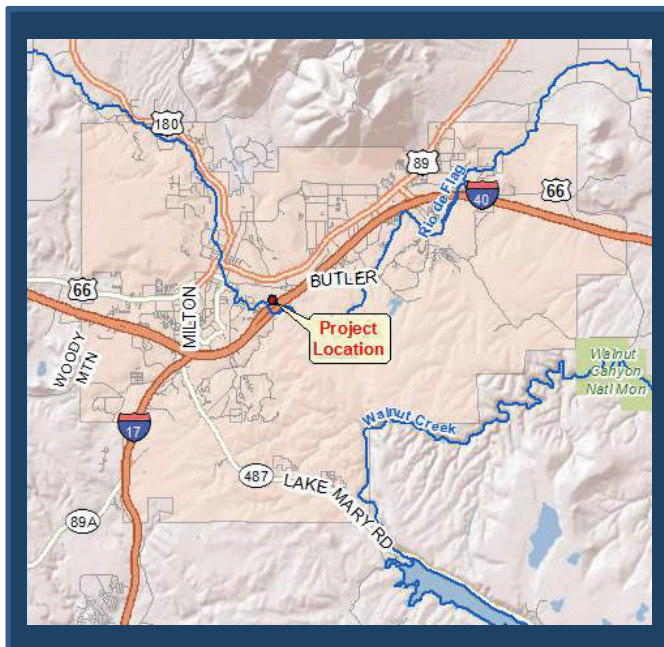 180
89
66
Rio de Flag
40
BUTLER
66
MILTON
Project
Location
WOODY
MTN
Walnut
Canyon
Natl Mon
Walnut Creek
17
487
LAKE MARY RD
89A